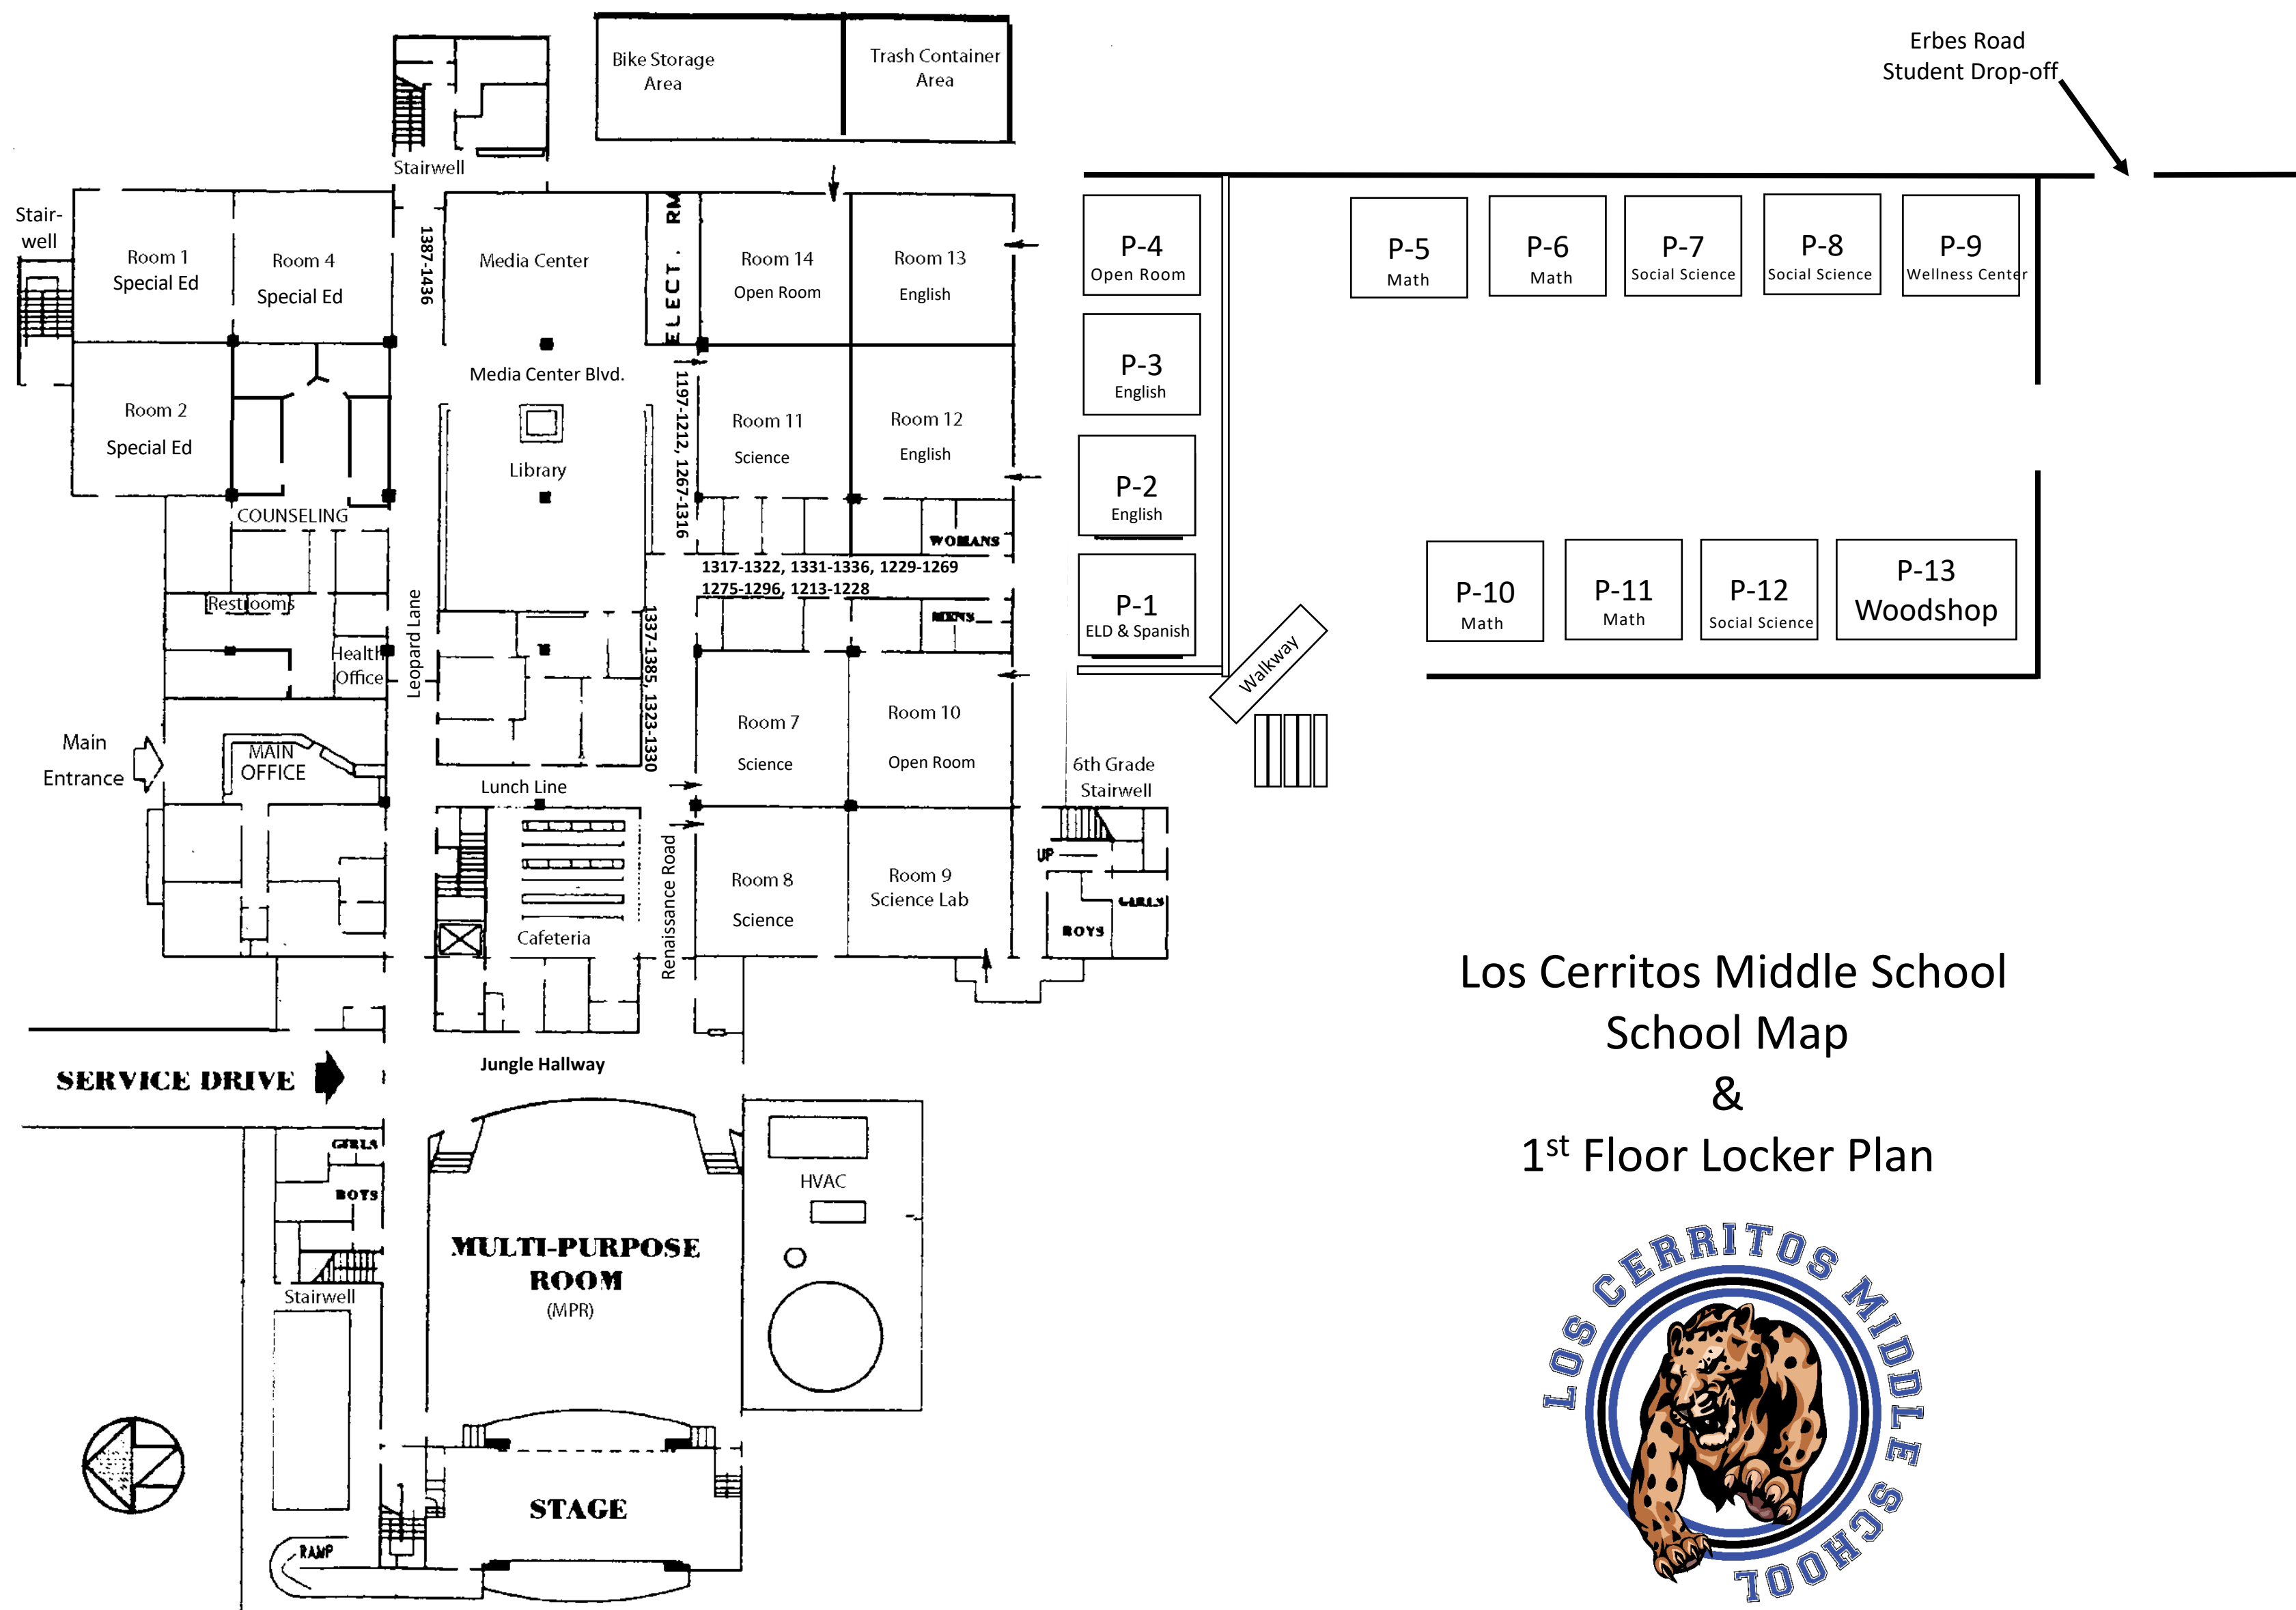 Erbes Road
Student Drop-off
Bike Storage
Area
Trash Container
Area
Stairwell
Stair-
well
Room 1
Special Ed
Room 4
Special Ed
1387-1436
Media Center
ELECT. RM
Room 14
Open Room
Room 13
English
P-4
Open Room
P-5
Math
P-6
Math
P-7
Social Science
P-8
Social Science
P-9
Wellness Center
Media Center Blvd.
P-3
English
Room 2
Special Ed
1197-1212, 1267-1316
Room 11
Science
Room 12
English
Library
P-2
English
COUNSELING
WOMANS
1317-1322, 1331-1336, 1229-1269
1275-1296, 1213-1228
Restrooms
MENS
P-1
ELD & Spanish
P-10
Math
P-11
Math
P-12
Social Science
P-13
Woodshop
Health
Office
Leopard Lane
1337-1385, 1323-1330
Walkway
Room 7
Science
Room 10
Open Room
Main
Entrance
MAIN
OFFICE
Lunch Line
6th Grade
Stairwell
UP
Renaissance Road
Room 8
Science
Room 9
Science Lab
GIRLS
BOYS
Cafeteria
Los Cerritos Middle School
School Map
&
1st Floor Locker Plan
Jungle Hallway
SERVICE DRIVE
GIRLS
BOYS
HVAC
MULTI-PURPOSE
ROOM
(MPR)
Stairwell
STAGE
RAMP
LOS CERRITOS MIDDLE SCHOOL